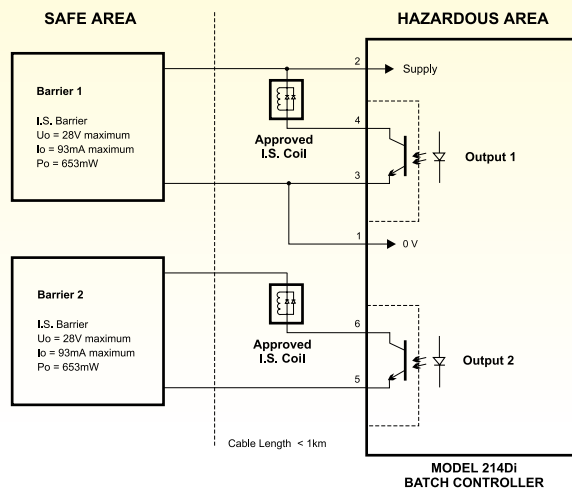 SAFE AREA
HAZARDOUS AREA
Barrier 1
I.S. Barrier
Uo = 28V maximum
Io = 93mA maximum
Po = 653mW
Approved
I.S. Coil
2
Supply
4
Output 1
3
1
0 V
Barrier 2
I.S. Barrier
Uo = 28V maximum
Io = 93mA maximum
Po = 653mW
Approved
I.S. Coil
6
Output 2
5
Cable Length < 1km
MODEL 214Di
BATCH CONTROLLER